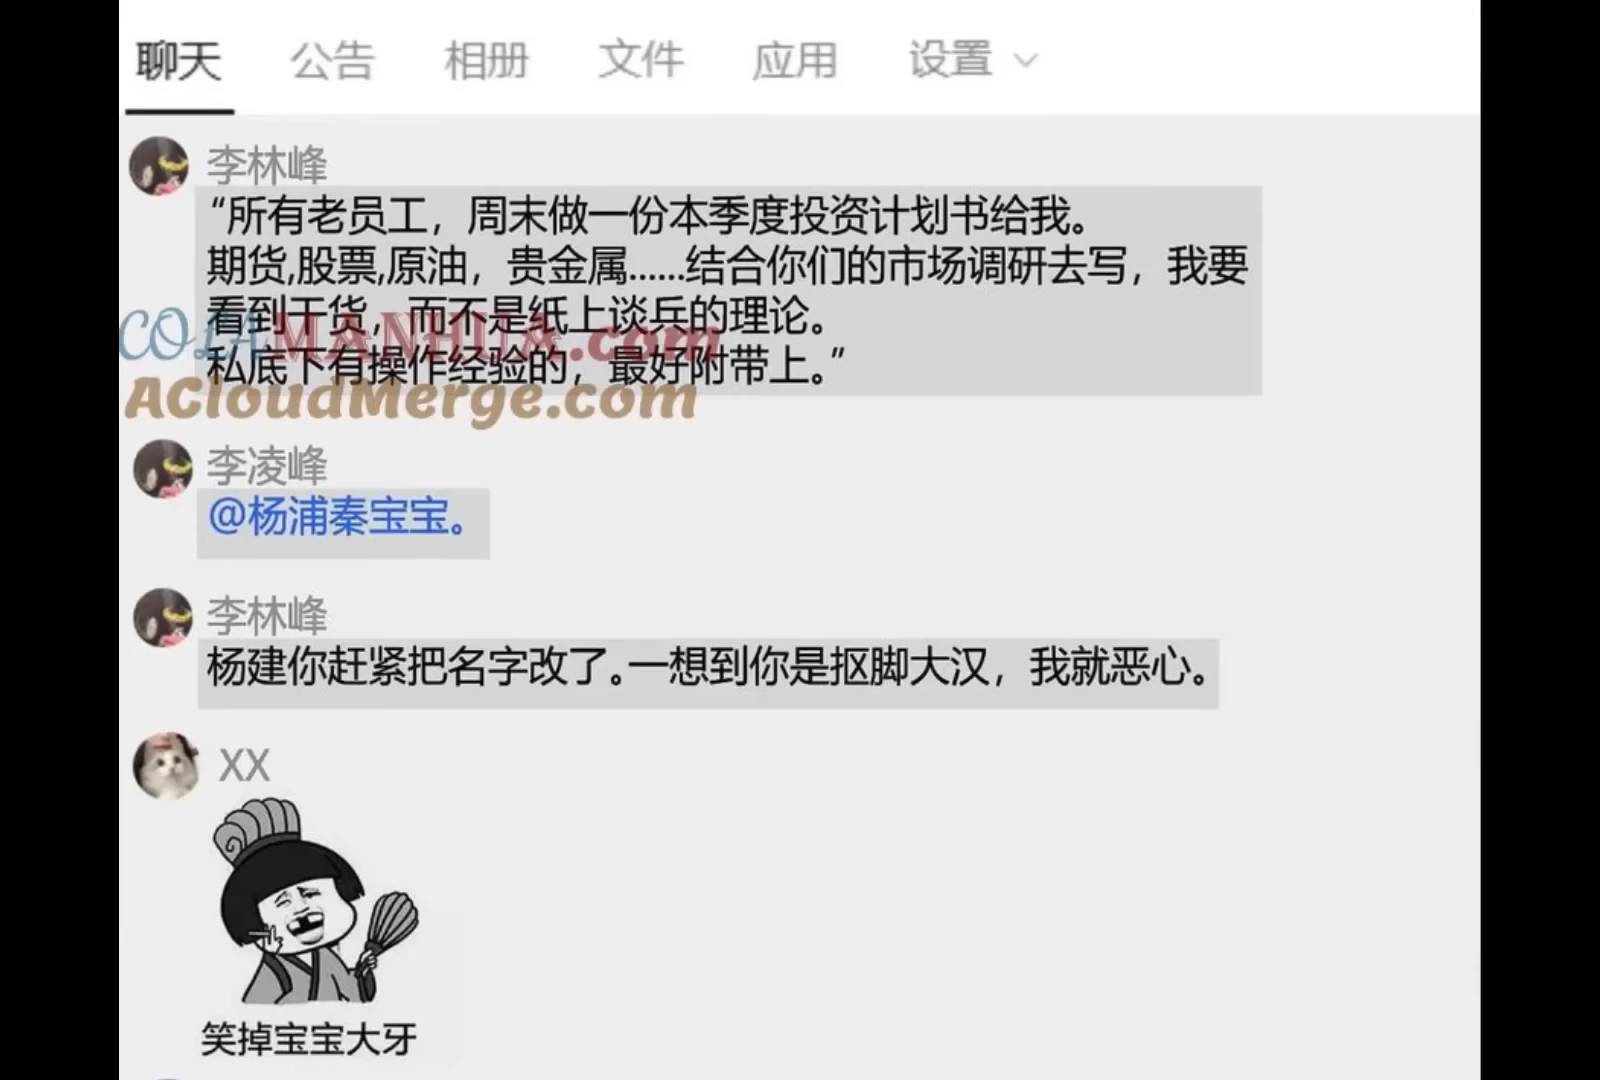 聊天 公告 相册 文件 应用 设置
李林峰
“所有老员工，周末做一份本季度投资计划书给我。
期货,股票,原油，贵金属......结合你们的市场调研去写，我要
看到干货，而不是纸上谈兵的理论。
私底下有操作经验的，最好附带上。”
COLAMANHUA.com
ACloudMerge.com
李凌峰
@杨浦秦宝宝。
李林峰
杨建你赶紧把名字改了。一想到你是抠脚大汉，我就恶心。
XX
笑掉宝宝大牙